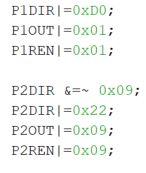 P1DIR|=0xD0;
P1OUT|=0x01;
P1REN|=0x01;
P2DIR &=~ 0x09;
P2DIR|=0x22;
P2OUT|=0x09;
P2REN|=0x09;